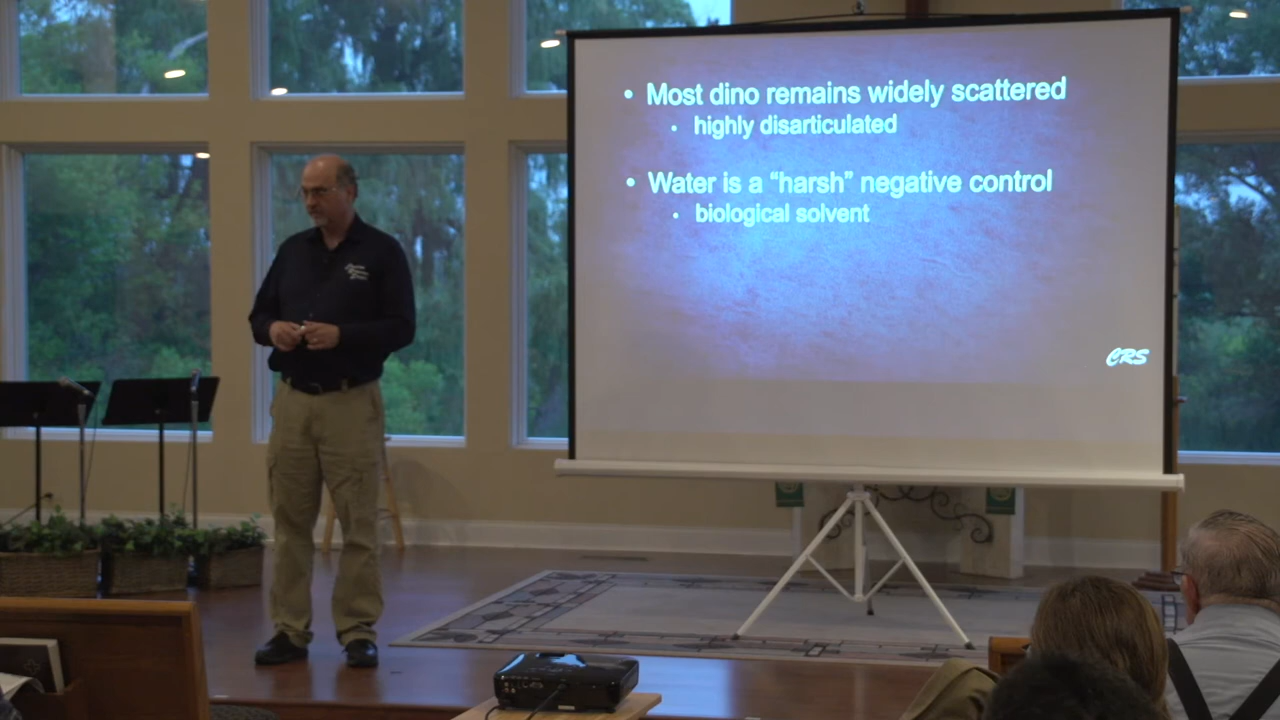 • Most dino remains widely scattered
• highly disarticulated
• Water is a “harsh” negative control
• biological solvent
CRS